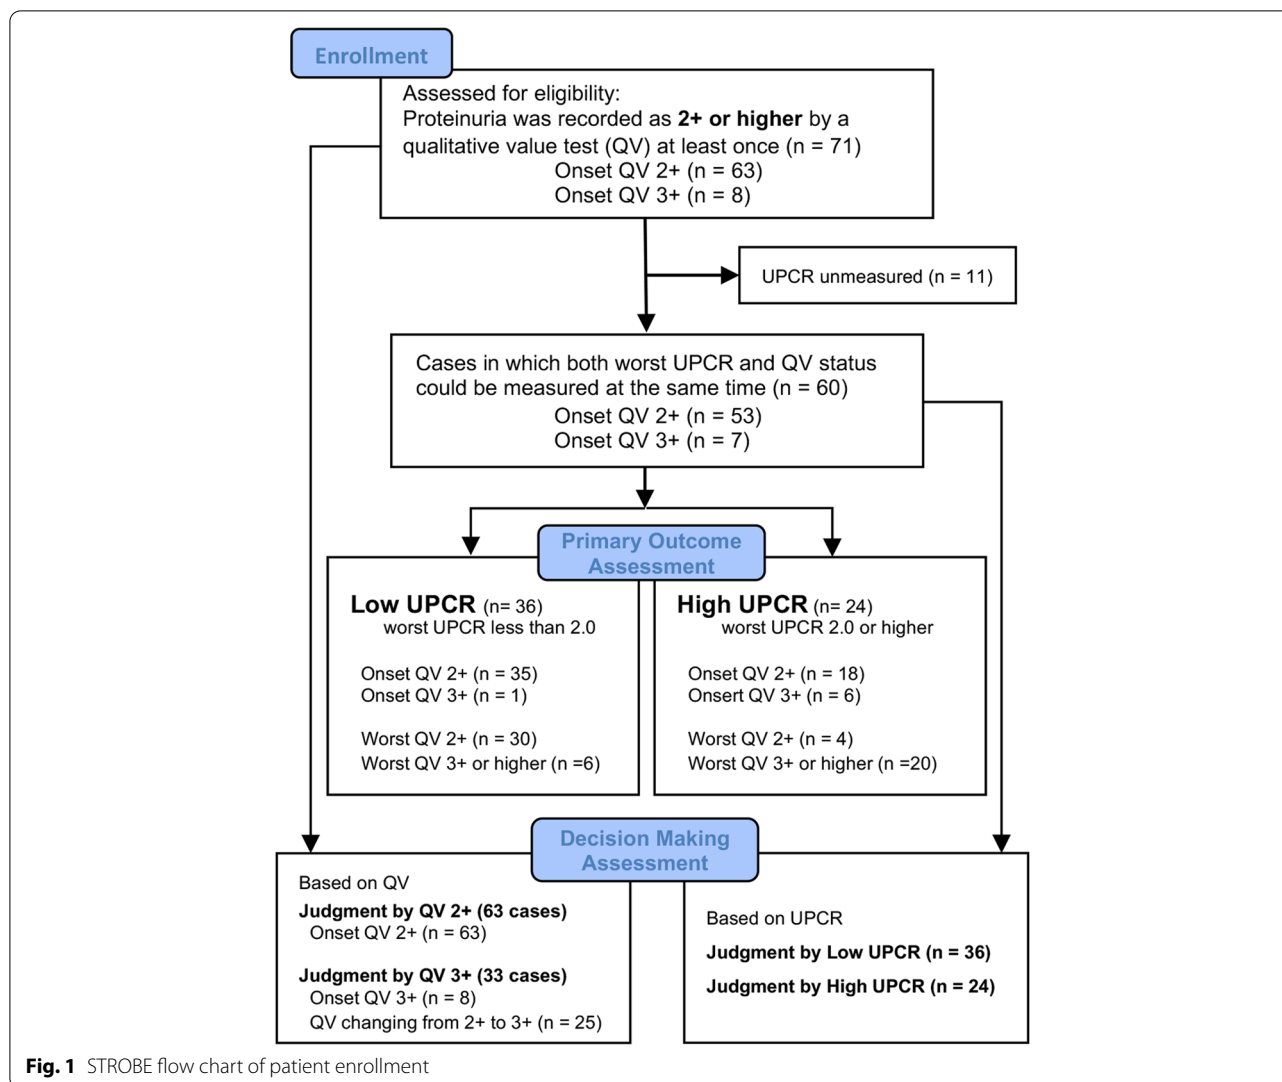 Enrollment
Assessed for eligibility:
Proteinuria was recorded as 2+ or higher by a
qualitative value test (QV) at least once (n = 71)
Onset QV 2+ (n = 63)
Onset QV 3+ (n = 8)
UPCR unmeasured (n = 11)
Cases in which both worst UPCR and QV status
could be measured at the same time (n = 60)
Onset QV 2+ (n = 53)
Onset QV 3+ (n = 7)
Primary Outcome
Assessment
Low UPCR (n= 36)
worst UPCR less than 2.0
Onset QV 2+ (n = 35)
Onset QV 3+ (n = 1)
Worst QV 2+ (n = 30)
Worst QV 3+ or higher (n =6)
High UPCR (n= 24)
worst UPCR 2.0 or higher
Onset QV 2+ (n = 18)
Onsert QV 3+ (n = 6)
Worst QV 2+ (n = 4)
Worst QV 3+ or higher (n =20)
Decision Making
Assessment
Based on QV
Judgment by QV 2+ (63 cases)
Onset QV 2+ (n = 63)
Judgment by QV 3+ (33 cases)
Onset QV 3+ (n = 8)
QV changing from 2+ to 3+ (n = 25)
Based on UPCR
Judgment by Low UPCR (n = 36)
Judgment by High UPCR (n = 24)
Fig. 1 STROBE flow chart of patient enrollment